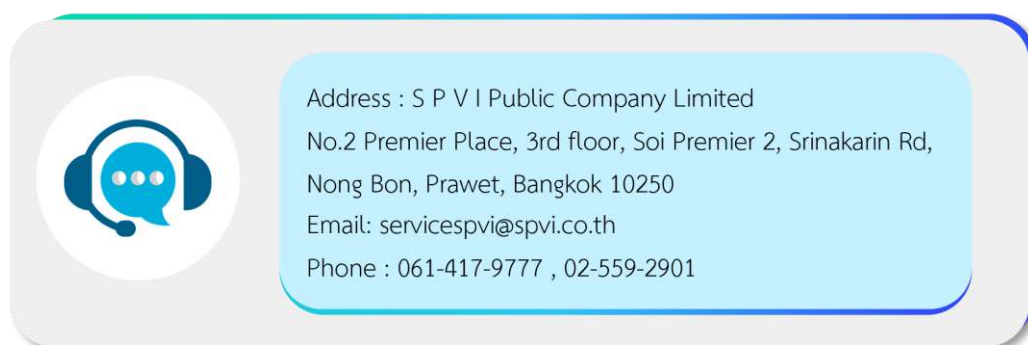 Address : S P V I Public Company Limited
No.2 Premier Place, 3rd floor, Soi Premier 2, Srinakarin Rd,
Nong Bon, Prawet, Bangkok 10250
Email: servicespvi@spvi.co.th
Phone : 061-417-9777 , 02-559-2901